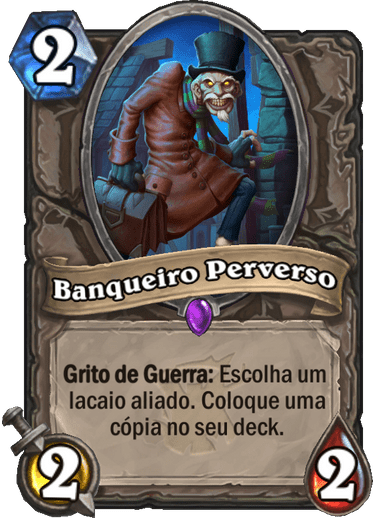 2
Banqueiro Perverso
Grito de Guerra: Escolha um
lacaio aliado. Coloque uma
cópia no seu deck.
2
2